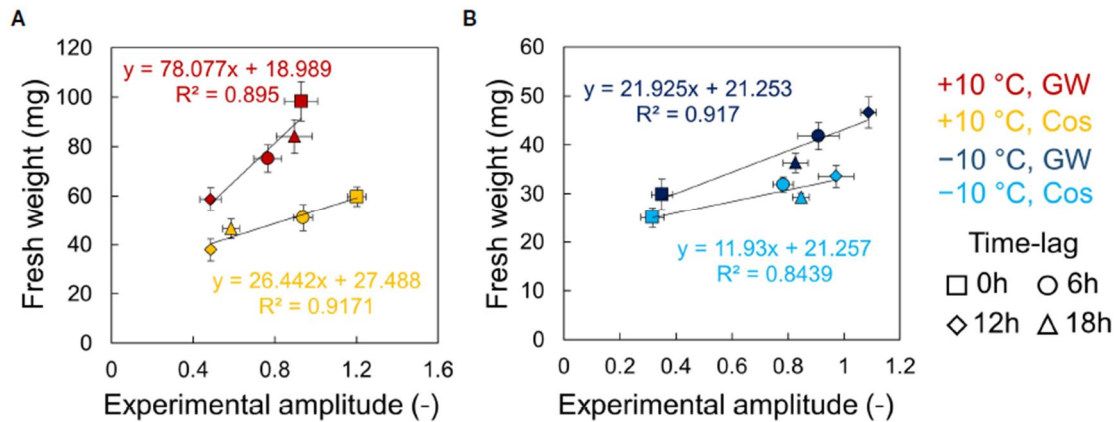 A
Fresh weight (mg)
120
100
80
60
40
20
0
y = 78.077x + 18.989
R² = 0.895
y = 26.442x + 27.488
R² = 0.9171
0 0.4 0.8 1.2 1.6
Experimental amplitude (-)
B
Fresh weight (mg)
60
50
40
30
20
10
0
y = 21.925x + 21.253
R² = 0.917
y = 11.93x + 21.257
R² = 0.8439
0 0.2 0.4 0.6 0.8 1 1.2
Experimental amplitude (-)
+10 °C, GW
+10 °C, Cos
−10 °C, GW
−10 °C, Cos
Time-lag
0h 6h
12h 18h